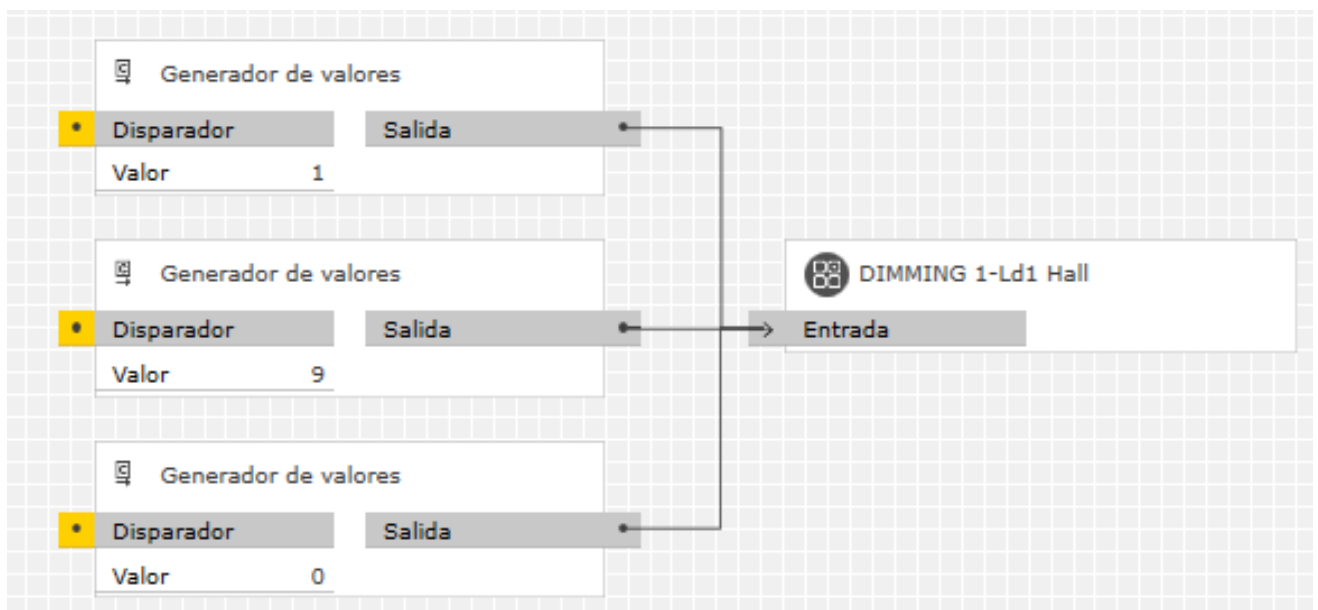 Generador de valores
Disparador Salida
Valor 1
Generador de valores
DIMMING 1-Ld1 Hall
Disparador Salida
Entrada
Valor 9
Generador de valores
Disparador Salida
Valor 0